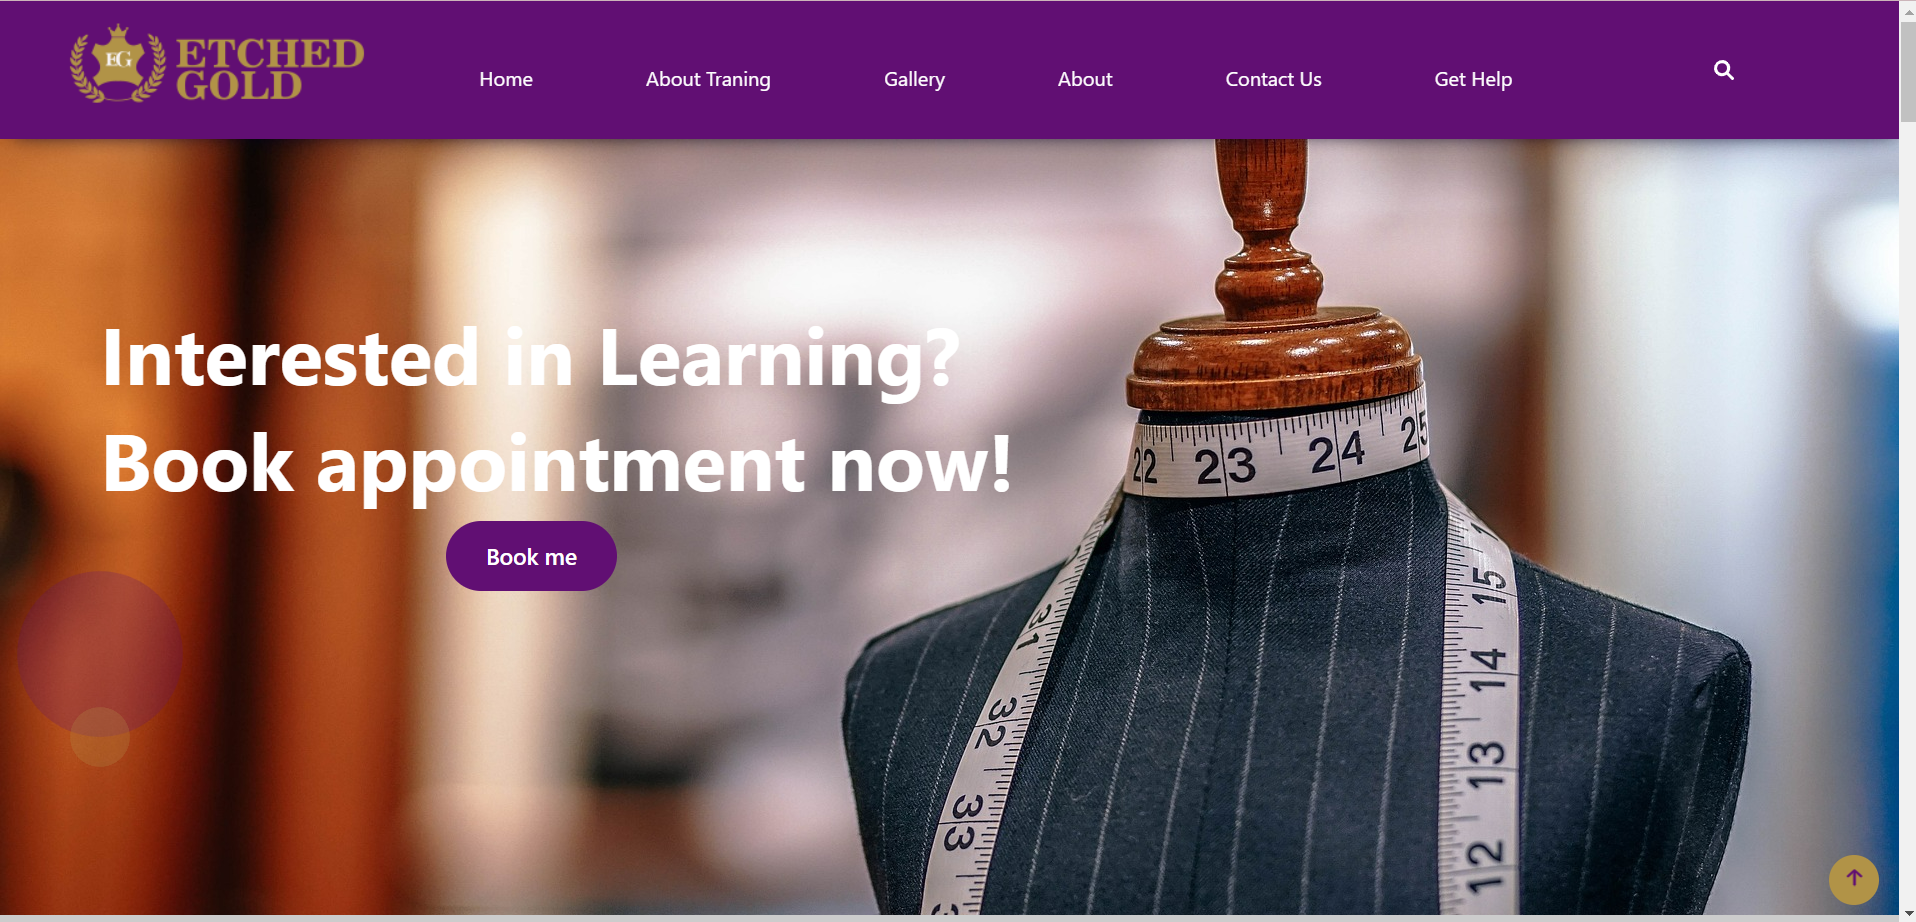 EG
ETCHED
GOLD
Home
About Traning
Gallery
About
Contact Us
Get Help
Interested in Learning?
Book appointment now!
Book me
22 23 24 25
31
32
33
15
14
13
12